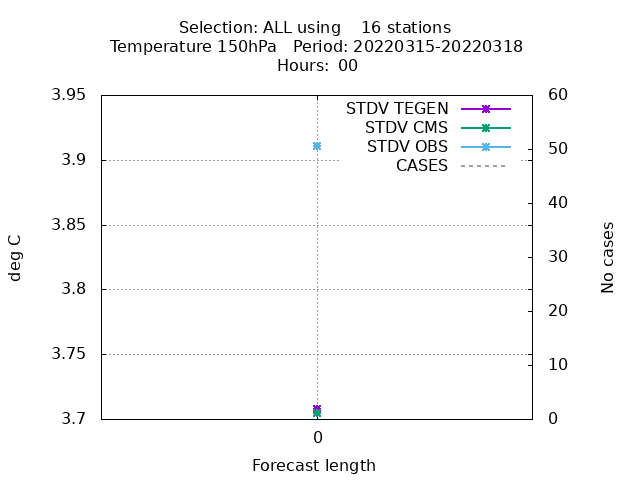 Selection: ALL using    16 stations
Temperature 150hPa   Period: 20220315-20220318
Hours:  00
3.95
60
STDV TEGEN
STDV CMS
STDV OBS
CASES
3.9
50
3.85
40
3.8
30
3.75
20
3.7
10
0
deg C
No cases
0
Forecast length